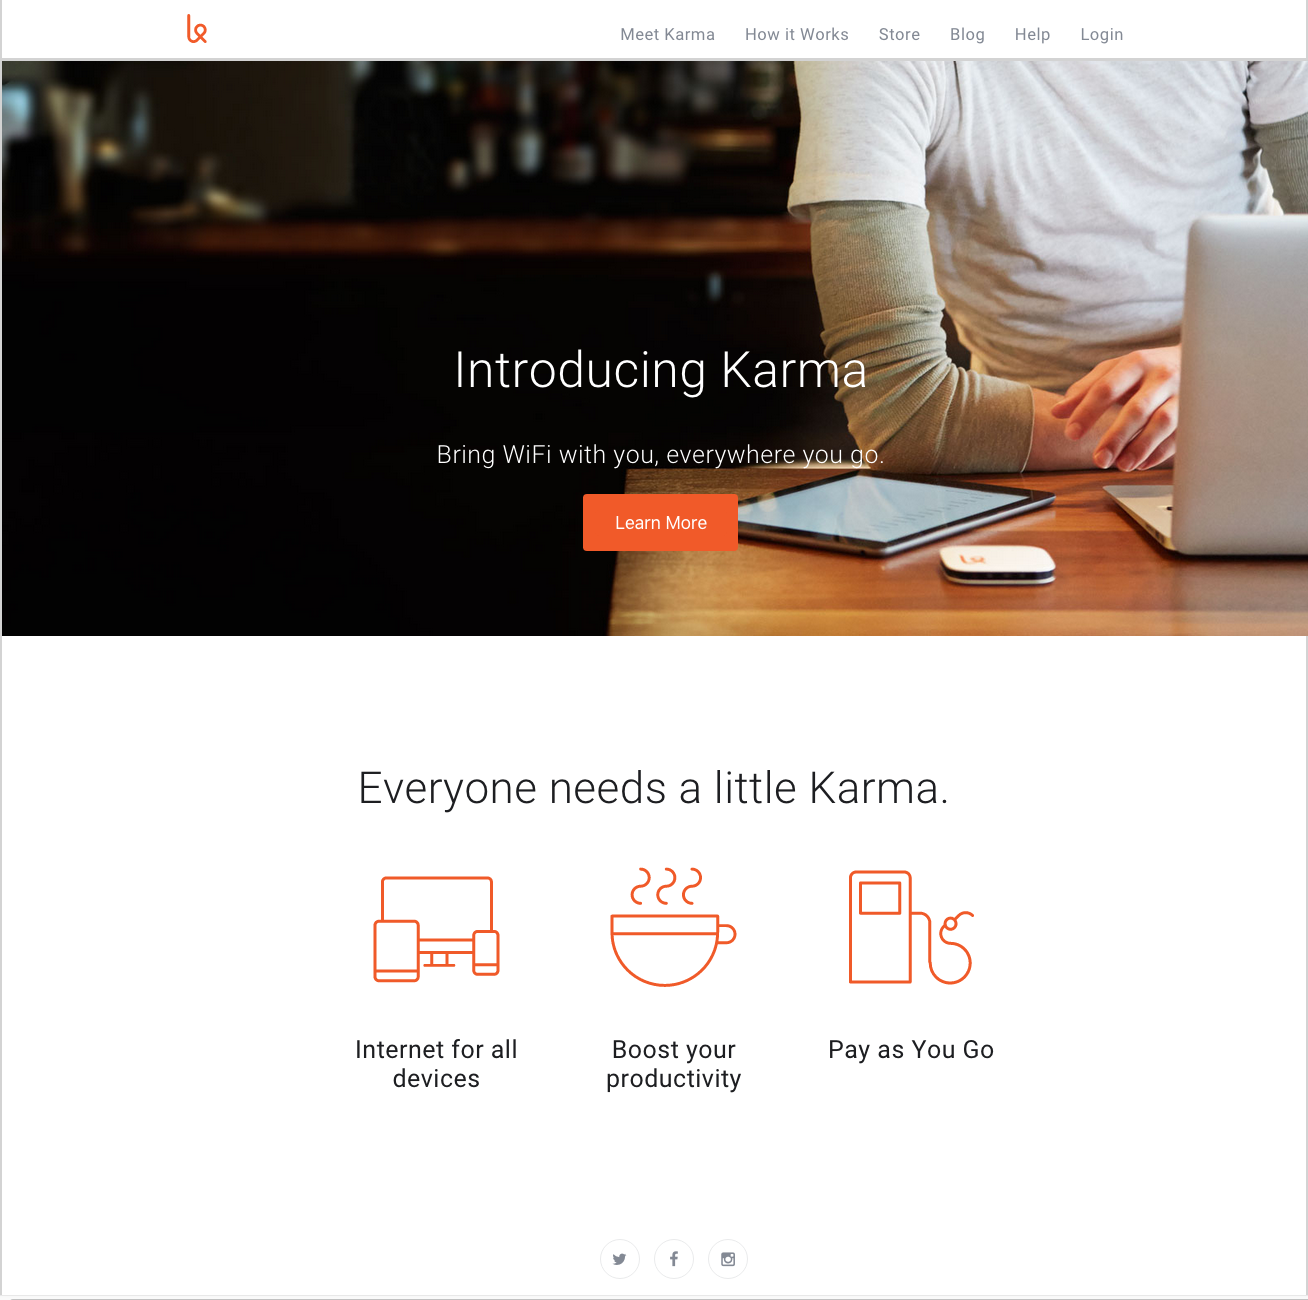 Meet Karma How it Works Store Blog Help Login
Introducing Karma
Bring WiFi with you, everywhere you go.
Learn More
Everyone needs a little Karma.
Internet for all
devices
Boost your
productivity
Pay as You Go